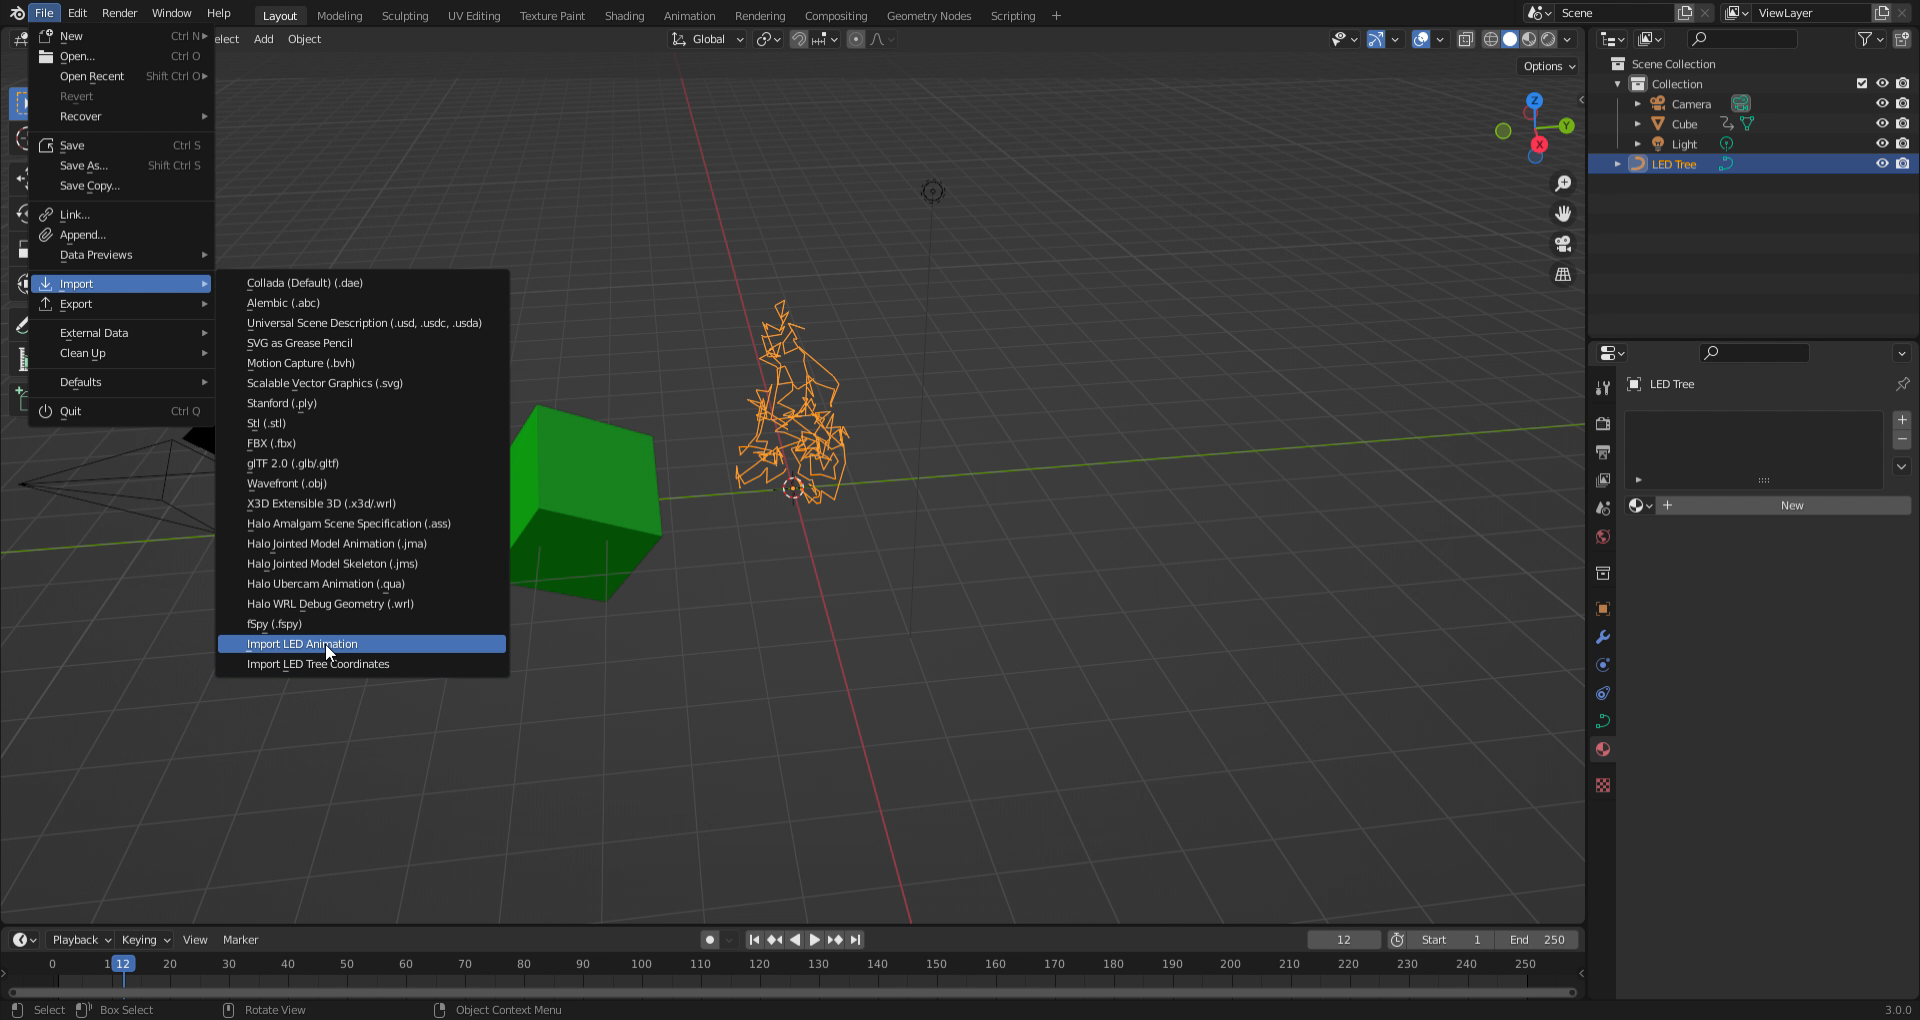 File Edit Render Window Help
Layout Modeling Sculpting UV Editing Texture Paint Shading Animation Rendering Compositing Geometry Nodes Scripting +
Scene
ViewLayer
New Ctrl N
Open... Ctrl O
Open Recent Shift Ctrl O
Revert
Recover
Save Ctrl S
Save As... Shift Ctrl S
Save Copy...
Link...
Append...
Data Previews
Import
Export
External Data
Clean Up
Defaults
Quit Ctrl Q
elect Add Object
Global
Options
Z
Y
X
Collada (Default) (.dae)
Alembic (.abc)
Universal Scene Description (.usd, .usdc, .usda)
SVG as Grease Pencil
Motion Capture (.bvh)
Scalable Vector Graphics (.svg)
Stanford (.ply)
Stl (.stl)
FBX (.fbx)
glTF 2.0 (.glb/.gltf)
Wavefront (.obj)
X3D Extensible 3D (.x3d/.wrl)
Halo Amalgam Scene Specification (.ass)
Halo Jointed Model Animation (.jma)
Halo Jointed Model Skeleton (.jms)
Halo Ubercam Animation (.qua)
Halo WRL Debug Geometry (.wrl)
fSpy (.fspy)
Import LED Animation
Import LED Tree Coordinates
Scene Collection
Collection
Camera
Cube
Light
LED Tree
LED Tree
New
Playback Keying View Marker
12
Start 1 End 250
0 1 12 20 30 40 50 60 70 80 90 100 110 120 130 140 150 160 170 180 190 200 210 220 230 240 250
Select Box Select Rotate View Object Context Menu
3.0.0